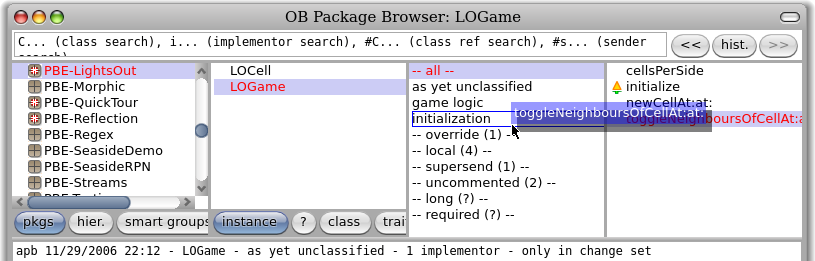 OB Package Browser: LOGame
C... (class search), i... (implementor search), #C... (class ref search), #s... (sender
<< hist. >>
PBE-LightsOut
PBE-Morphic
PBE-QuickTour
PBE-Reflection
PBE-Regex
PBE-SeasideDemo
PBE-SeasideRPN
PBE-Streams
LOCell
LOGame
-- all --
as yet unclassified
game logic
initialization
-- override (1) --
-- local (4) --
-- supersend (1) --
-- uncommented (2) --
-- long (?) --
-- required (?) --
cellsPerSide
initialize
newCellAt:at:
toggleNeighboursOfCellAt:a
toggleNeighboursOfCellAt:at:
pkgs hier. smart groups instance ? class trai
apb 11/29/2006 22:12 - LOGame - as yet unclassified - 1 implementor - only in change set